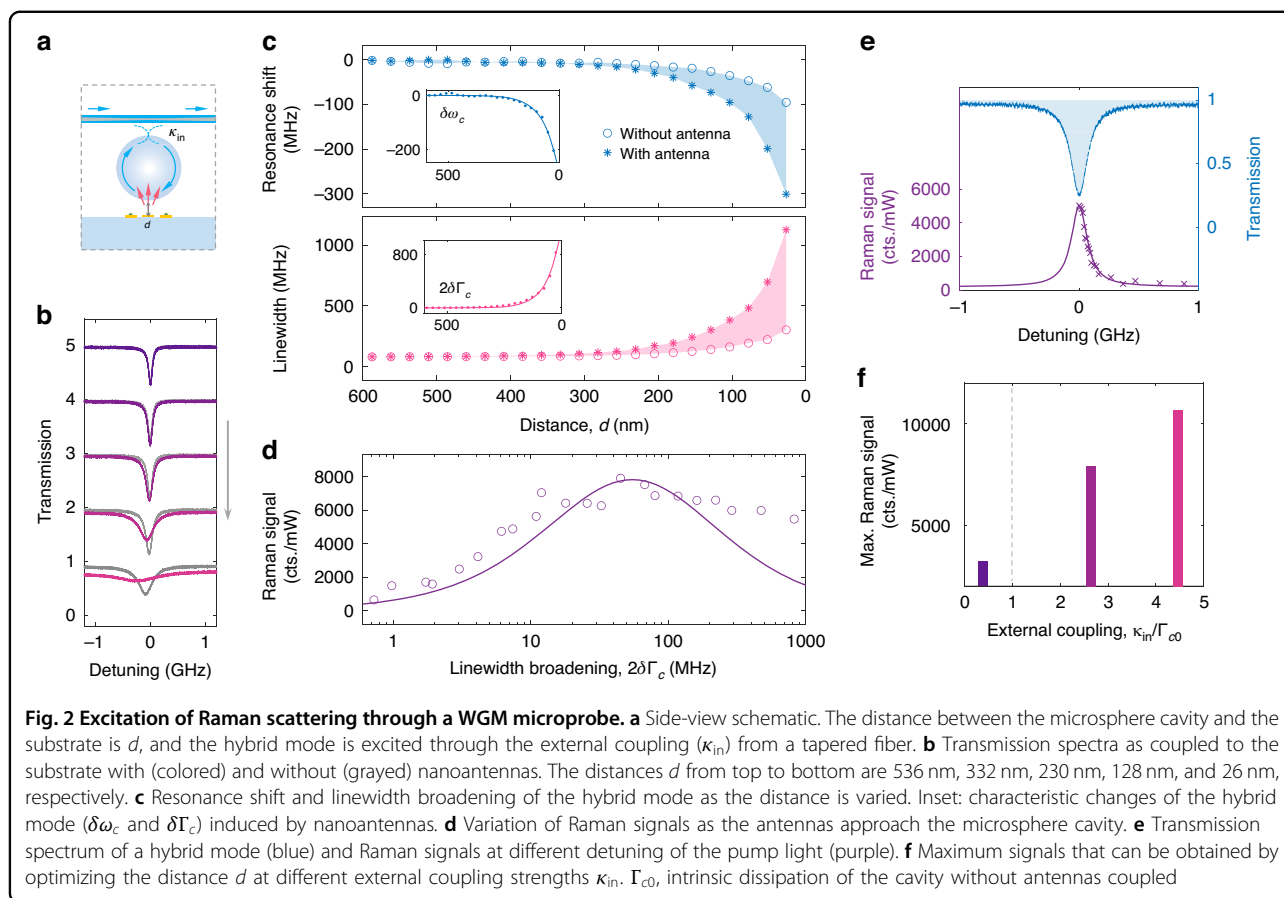 a
κin
d
b
5
4
3
2
1
0
Transmission
−1
0
1
Detuning (GHz)
c
0
−100
−200
−300
Resonance shift
(MHz)
0
−200
δωc
500
0
Without antenna
With antenna
1000
500
0
Linewidth (MHz)
800
0
2δΓc
500
0
600
500
400
300
200
100
0
Distance, d (nm)
d
8000
6000
4000
2000
0
Raman signal
(cts./mW)
1
10
100
1000
Linewidth broadening, 2δΓc (MHz)
e
1
0.5
0
Transmission
6000
4000
2000
0
Raman signal
(cts./mW)
−1
0
1
Detuning (GHz)
f
10000
5000
Max. Raman signal
(cts./mW)
0
1
2
3
4
5
External coupling, κin/Γc0
Fig. 2 Excitation of Raman scattering through a WGM microprobe. a Side-view schematic. The distance between the microsphere cavity and the
substrate is d, and the hybrid mode is excited through the external coupling (κin) from a tapered fiber. b Transmission spectra as coupled to the
substrate with (colored) and without (grayed) nanoantennas. The distances d from top to bottom are 536 nm, 332 nm, 230 nm, 128 nm, and 26 nm,
respectively. c Resonance shift and linewidth broadening of the hybrid mode as the distance is varied. Inset: characteristic changes of the hybrid
mode (δωc and δΓc) induced by nanoantennas. d Variation of Raman signals as the antennas approach the microsphere cavity. e Transmission
spectrum of a hybrid mode (blue) and Raman signals at different detuning of the pump light (purple). f Maximum signals that can be obtained by
optimizing the distance d at different external coupling strengths κin. Γc0, intrinsic dissipation of the cavity without antennas coupled